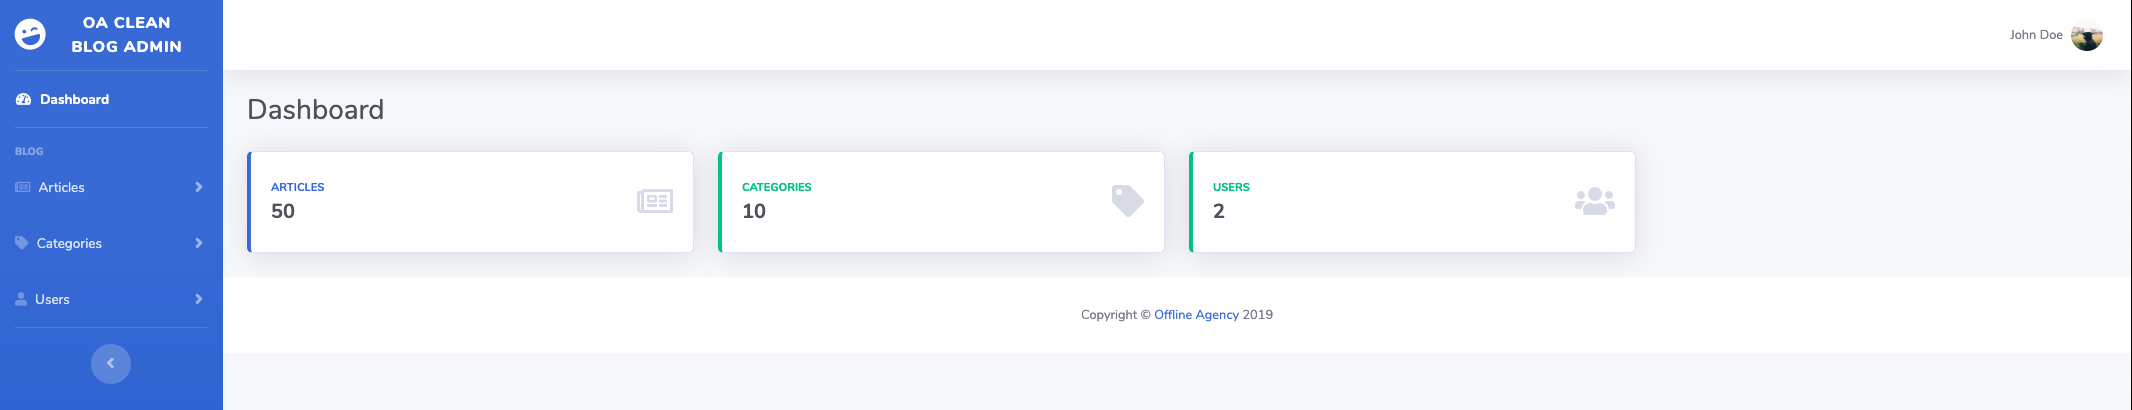 OA CLEAN
BLOG ADMIN
John Doe
Dashboard
BLOG
Articles
Categories
Users
Dashboard
ARTICLES
50
CATEGORIES
10
USERS
2
Copyright © Offline Agency 2019